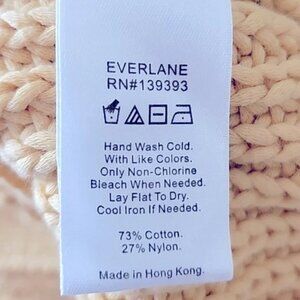 EVERLANE
RN#139393
Hand Wash Cold.
With Like Colors.
Only Non-Chlorine
Bleach When Needed.
Lay Flat To Dry.
Cool Iron If Needed.
73% Cotton.
27% Nylon.
Made in Hong Kong.